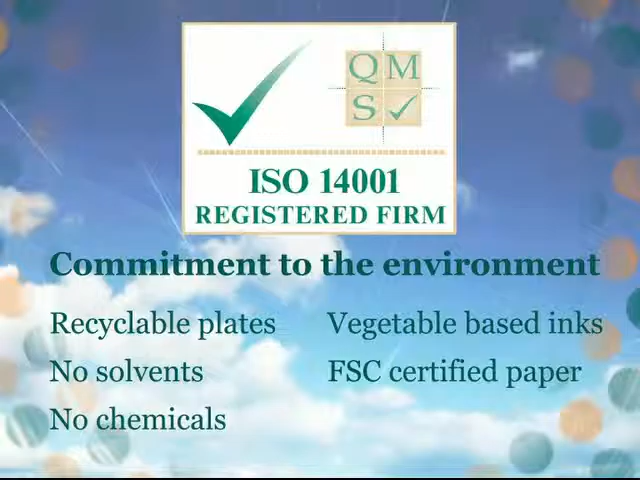 QM
S
ISO 14001
REGISTERED FIRM
Commitment to the environment
Recyclable plates
Vegetable based inks
No solvents
FSC certified paper
No chemicals